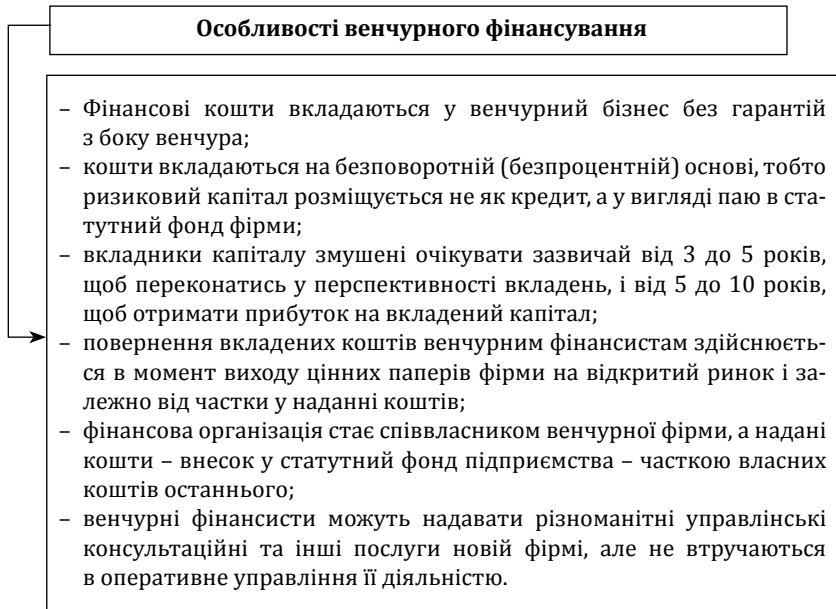 Особливості венчурного фінансування
– Фінансові кошти вкладаються у венчурний бізнес без гарантій
з боку венчура;
– кошти вкладаються на безповоротній (безпроцентній) основі, тобто
ризиковий капітал розміщується не як кредит, а у вигляді паю в ста-
тутний фонд фірми;
– вкладники капіталу змушені очікувати зазвичай від 3 до 5 років,
щоб переконатись у перспективності вкладень, і від 5 до 10 років,
щоб отримати прибуток на вкладений капітал;
– повернення вкладених коштів венчурним фінансистам здійснюєть-
ся в момент виходу цінних паперів фірми на відкритий ринок і за-
лежно від частки у наданні коштів;
– фінансова організація стає співвласником венчурної фірми, а надані
кошти – внесок у статутний фонд підприємства – часткою власних
коштів останнього;
– венчурні фінансисти можуть надавати різноманітні управлінські
консультаційні та інші послуги новій фірмі, але не втручаються
в оперативне управління її діяльністю.